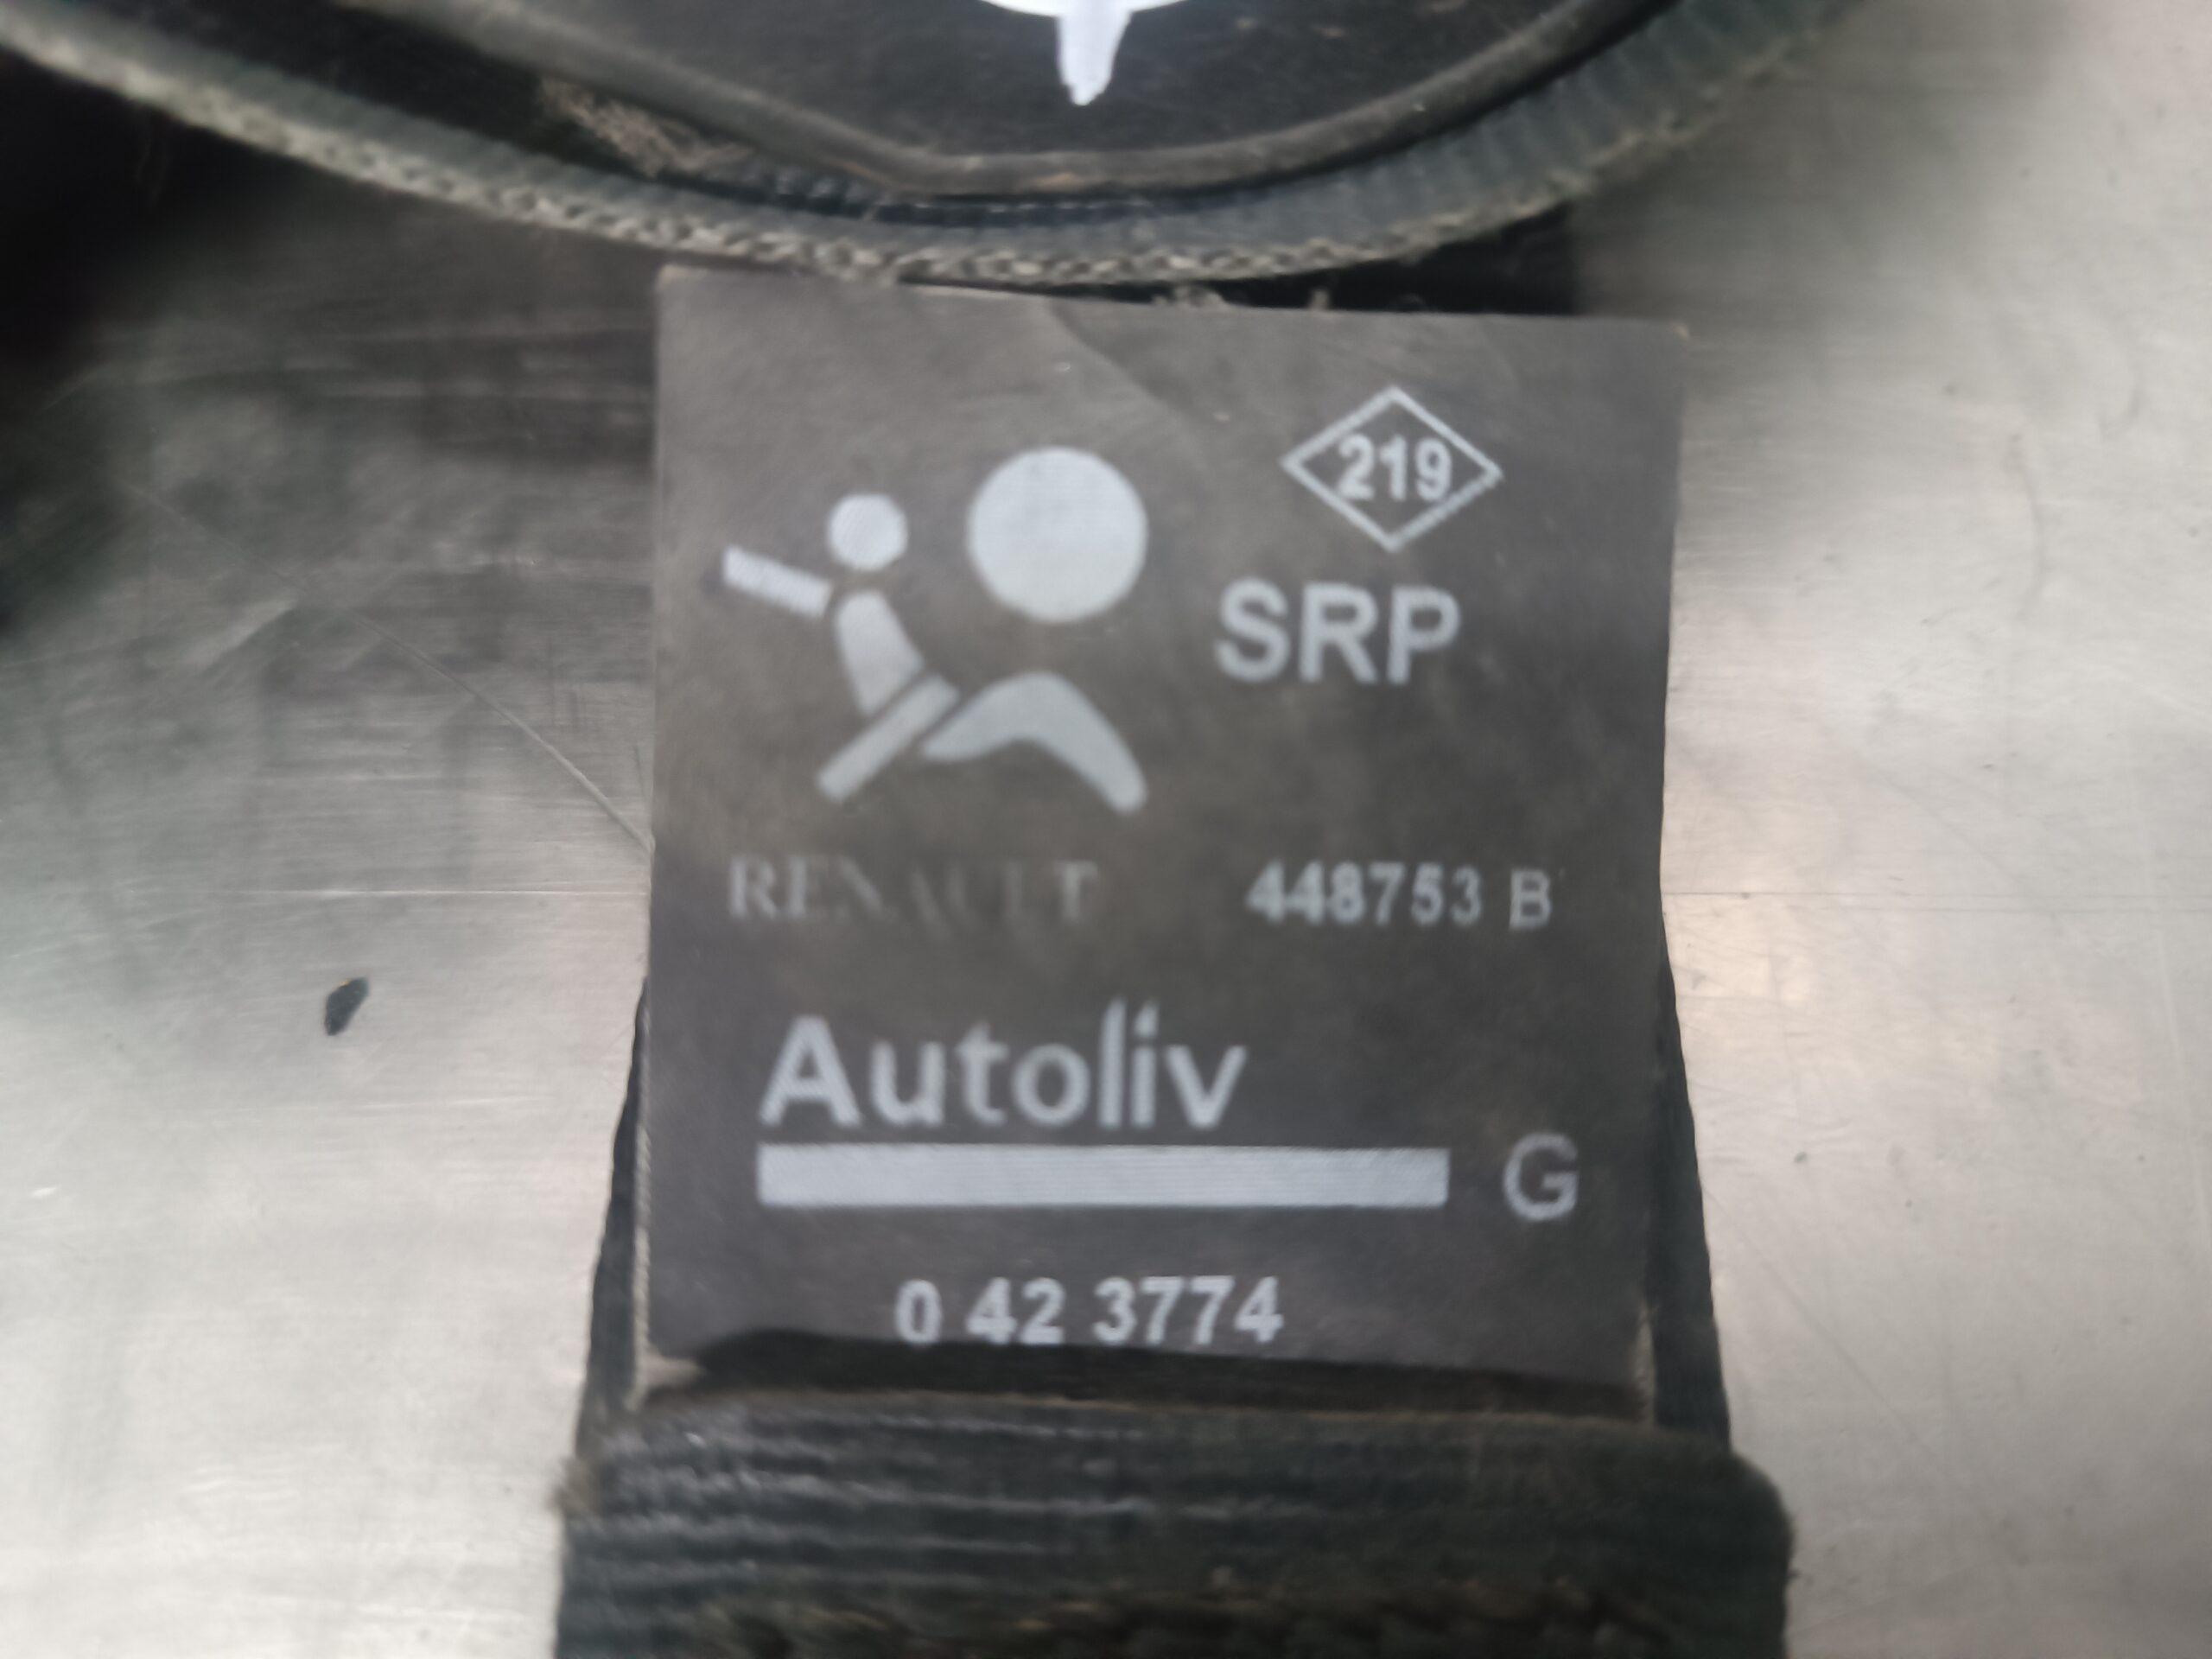 219
SRP
RENAULT 448753 B
Autoliv
G
0 42 3774